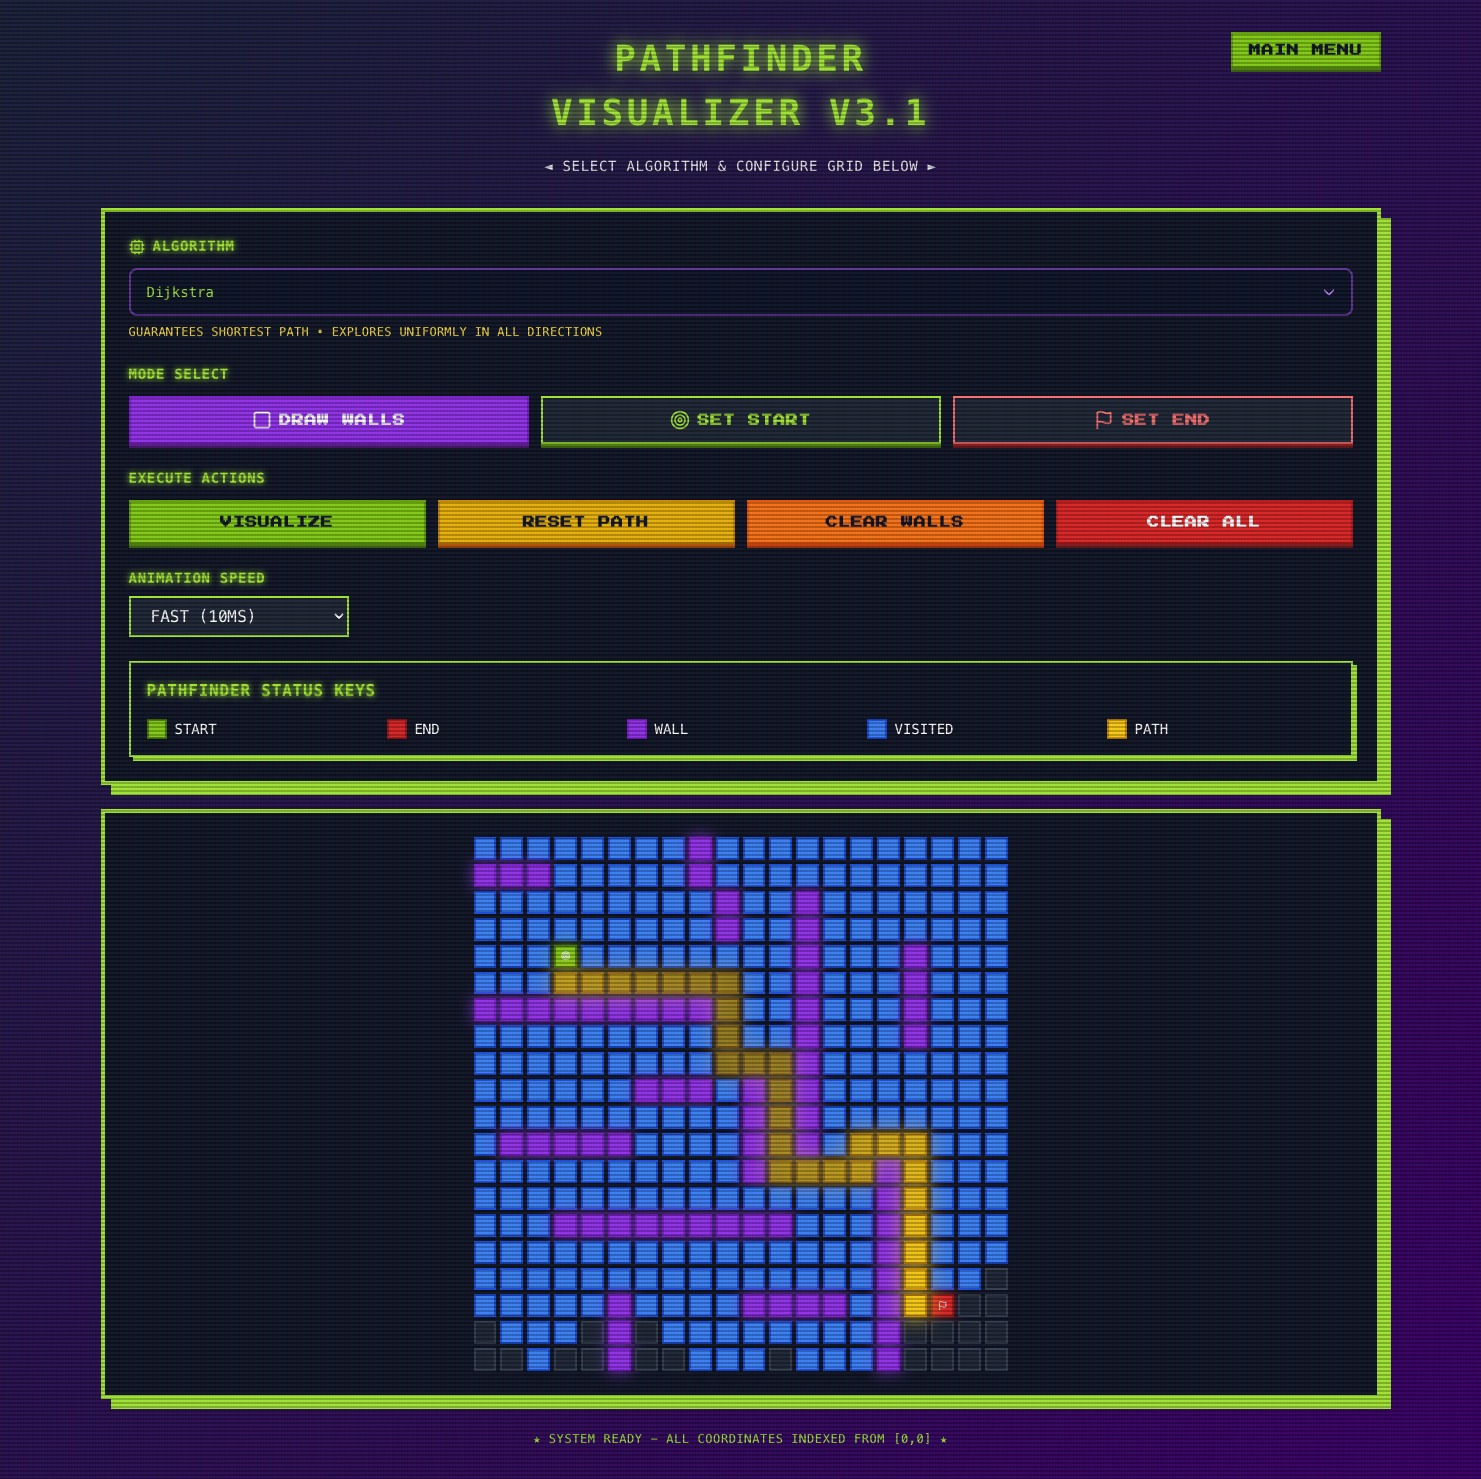 PATHFINDER
VISUALIZER V3.1
MAIN MENU
◄ SELECT ALGORITHM & CONFIGURE GRID BELOW ►
ALGORITHM
Dijkstra
GUARANTEES SHORTEST PATH • EXPLORES UNIFORMLY IN ALL DIRECTIONS
MODE SELECT
DRAW WALLS
SET START
SET END
EXECUTE ACTIONS
VISUALIZE
RESET PATH
CLEAR WALLS
CLEAR ALL
ANIMATION SPEED
FAST (10MS)
PATHFINDER STATUS KEYS
START
END
WALL
VISITED
PATH
★ SYSTEM READY — ALL COORDINATES INDEXED FROM [0,0] ★